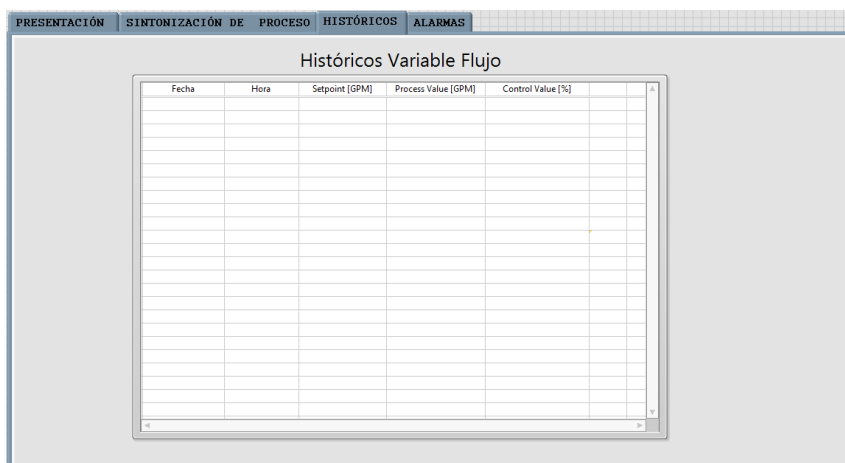 PRESENTACIÓN SINTONIZACIÓN DE PROCESO HISTÓRICOS ALARMAS
Históricos Variable Flujo
Fecha Hora Setpoint [GPM] Process Value [GPM] Control Value [%]